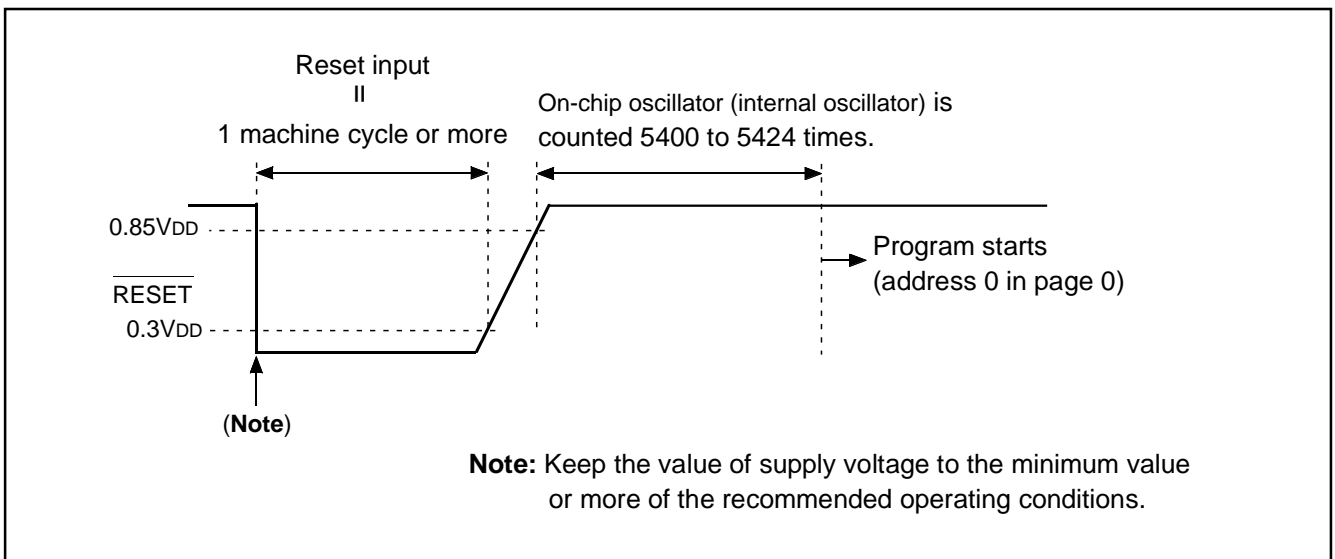 Reset input
=
1 machine cycle or more
On-chip oscillator (internal oscillator) is
counted 5400 to 5424 times.
0.85VDD
RESET
0.3VDD
Program starts
(address 0 in page 0)
(Note)
Note: Keep the value of supply voltage to the minimum value
or more of the recommended operating conditions.